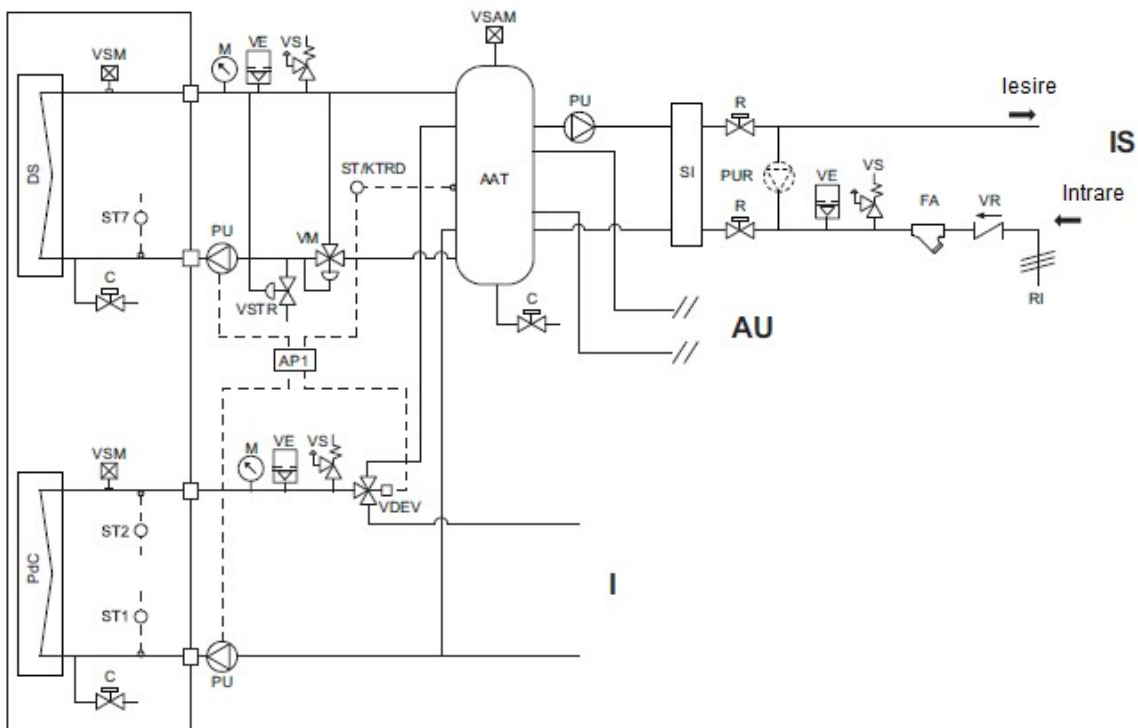 VSAM
VSM
M
VE
VS
PU
Iesire
R
IS
DS
ST/KTRD
AAT
SI
PUR
VE
VS
Intrare
ST7
R
FA
VR
PU
VM
C
VSTR
C
RI
AU
AP1
VSM
M
VE
VS
VDEV
ST2
PdC
I
ST1
C
PU